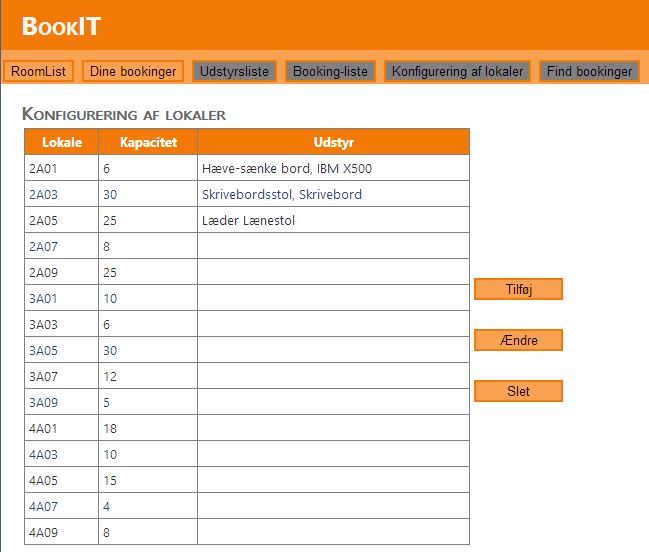 BookIT
RoomList Dine bookinger Udstyrsliste Booking-liste Konfigurering af lokaler Find bookinger
Konfigurering af lokaler
Lokale Kapacitet Udstyr
2A01 6 Hæve-sænke bord, IBM X500
2A03 30 Skrivebordsstol, Skrivebord
2A05 25 Læder Lænestol
2A07 8
2A09 25
Tilføj
3A01 10
3A03 6
Ændre
3A05 30
3A07 12
Slet
3A09 5
4A01 18
4A03 10
4A05 15
4A07 4
4A09 8